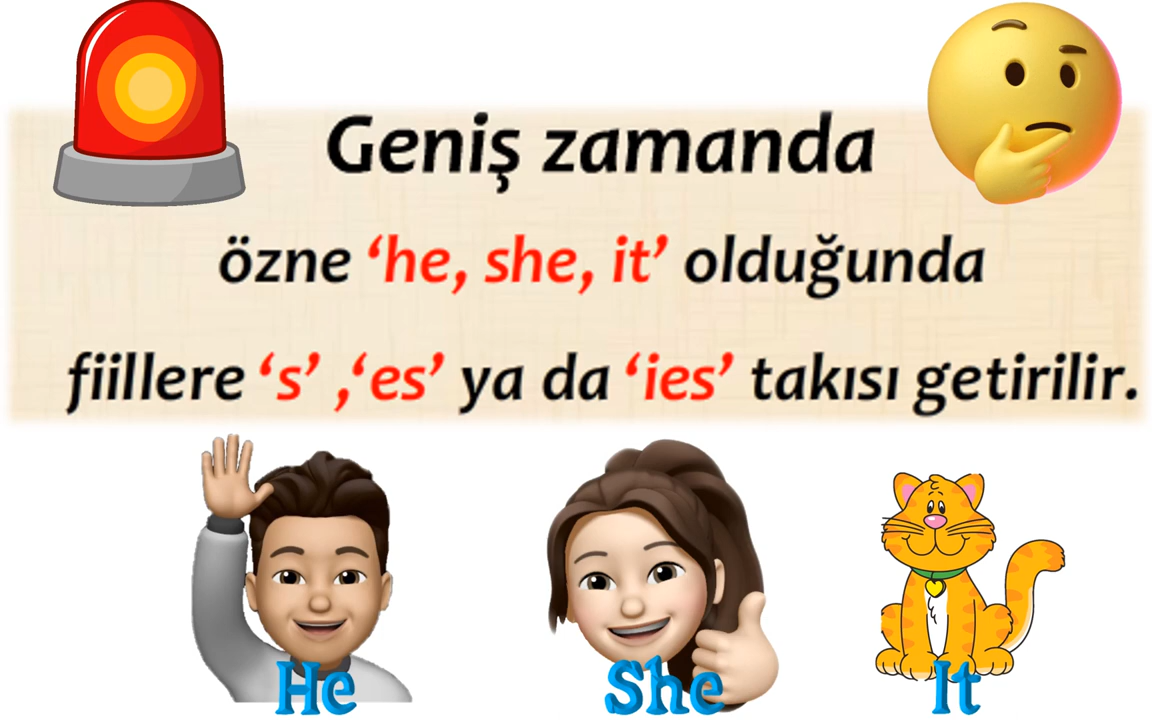 Geniş zamanda
özne ‘he, she, it’ olduğunda
fiillere ‘s’ ,‘es’ ya da ‘ies’ takısı getirilir.
He She It